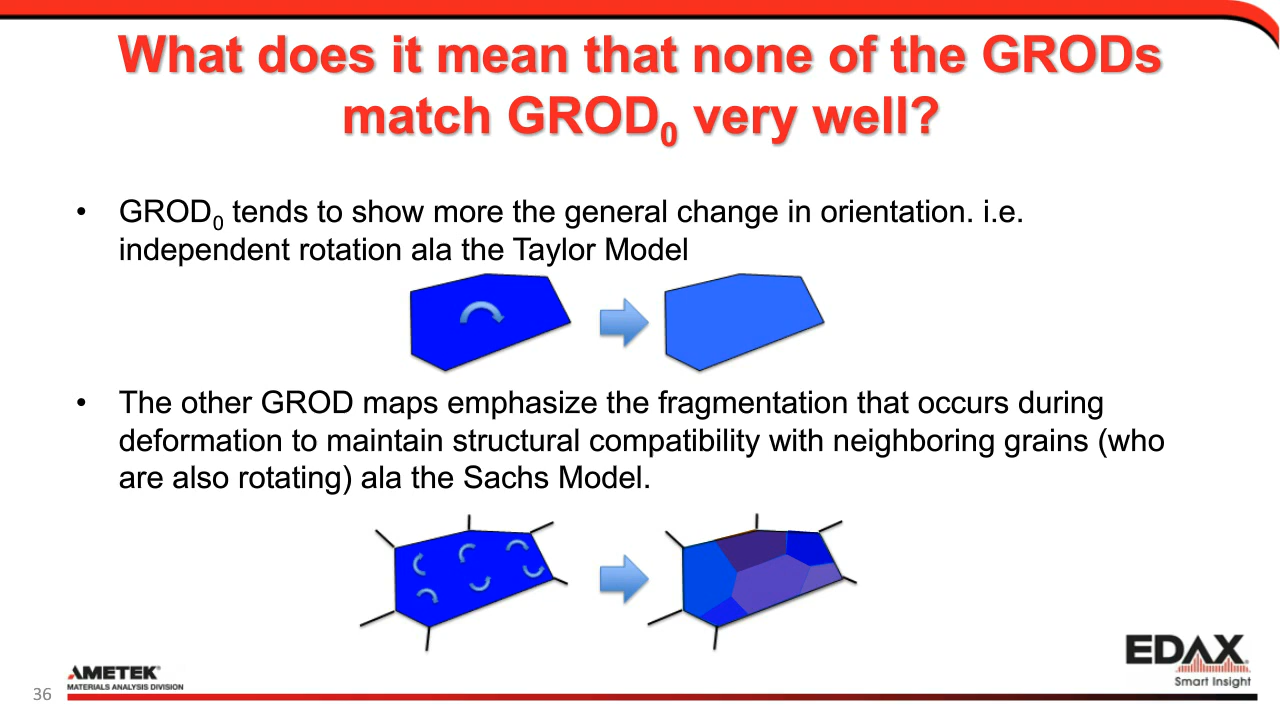 What does it mean that none of the GRODs
match GROD₀ very well?
• GROD₀ tends to show more the general change in orientation. i.e.
independent rotation ala the Taylor Model
• The other GROD maps emphasize the fragmentation that occurs during
deformation to maintain structural compatibility with neighboring grains (who
are also rotating) ala the Sachs Model.
36
AMETEK®
MATERIALS ANALYSIS DIVISION
EDAX
Smart Insight